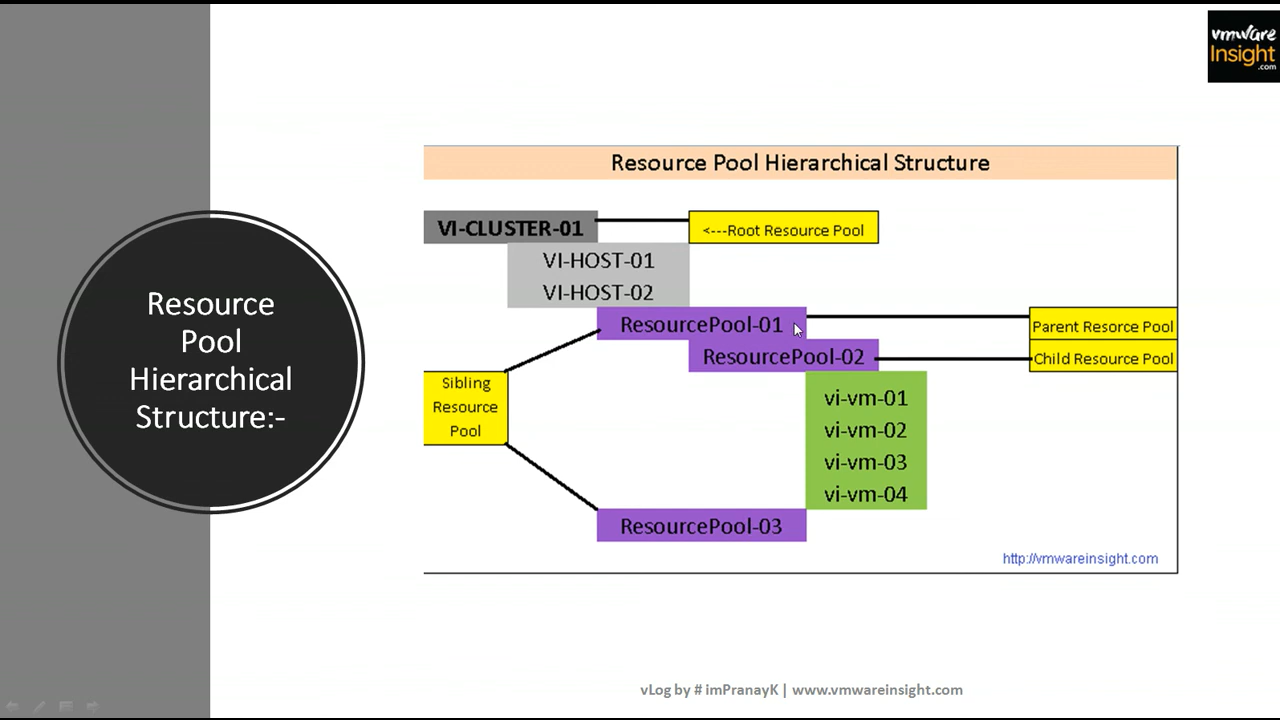 vmware
Insight
.com
Resource Pool Hierarchical Structure
VI-CLUSTER-01
<---Root Resource Pool
VI-HOST-01
VI-HOST-02
ResourcePool-01
Parent Resorce Pool
ResourcePool-02
Child Resource Pool
Sibling
Resource
Pool
vi-vm-01
vi-vm-02
vi-vm-03
vi-vm-04
ResourcePool-03
http://vmwareinsight.com
Resource
Pool
Hierarchical
Structure:-
vLog by # imPranayK | www.vmwareinsight.com